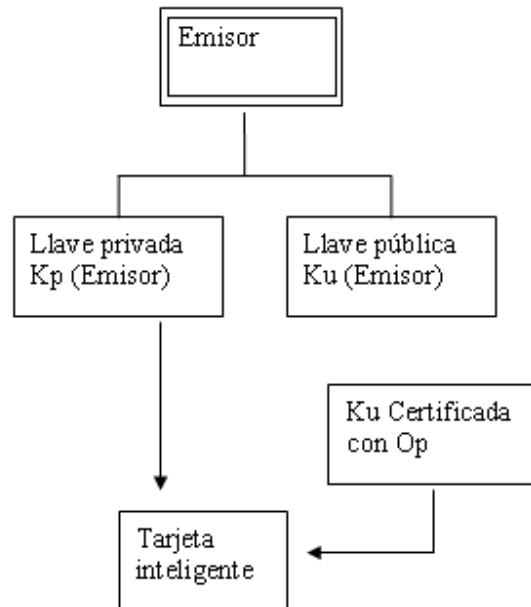 Emisor
Llave privada
Kp (Emisor)
Llave pública
Ku (Emisor)
Ku Certificada
con Op
Tarjeta
inteligente